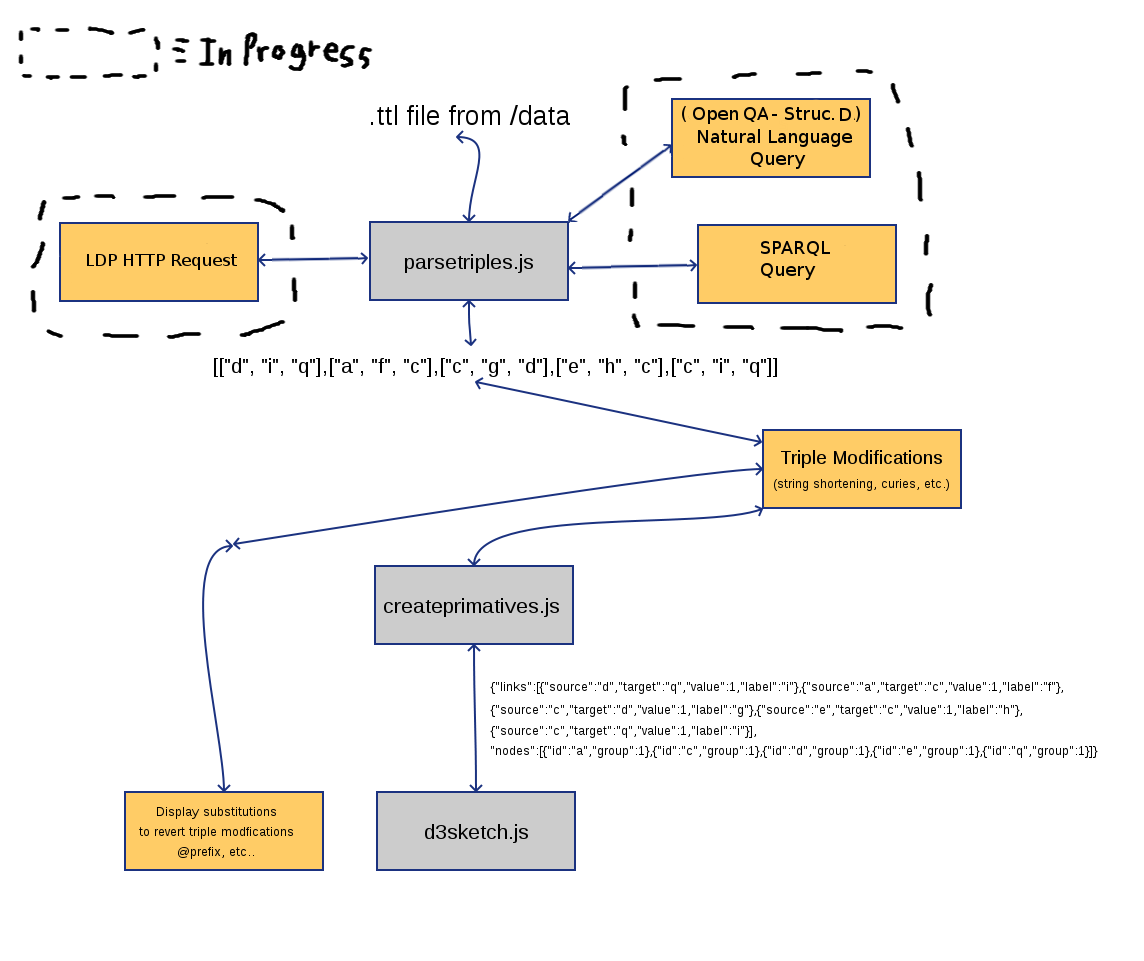 In Progress
.ttl file from /data
( Open QA - Struc. D.)
Natural Language
Query
LDP HTTP Request
parsetriples.js
SPARQL
Query
[["d", "i", "q"],["a", "f", "c"],["c", "g", "d"],["e", "h", "c"],["c", "i", "q"]]
Triple Modifications
(string shortening, curies, etc.)
createprimatives.js
{"links":[{"source":"d","target":"q","value":1,"label":"i"},{"source":"a","target":"c","value":1,"label":"f"},
{"source":"c","target":"d","value":1,"label":"g"},{"source":"e","target":"c","value":1,"label":"h"},
{"source":"c","target":"q","value":1,"label":"i"}],
"nodes":[{"id":"a","group":1},{"id":"c","group":1},{"id":"d","group":1},{"id":"e","group":1},{"id":"q","group":1}]}
Display substitutions
to revert triple modfications
@prefix, etc..
d3sketch.js